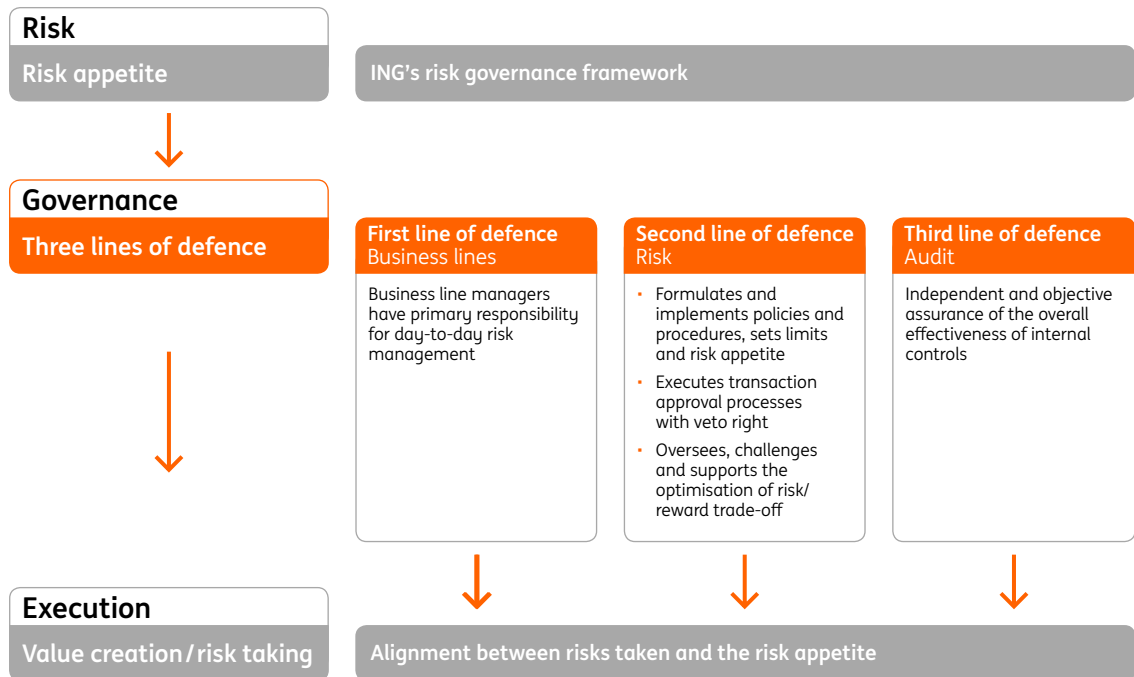 Risk
Risk appetite
ING's risk governance framework
Governance
Three lines of defence
First line of defence
Business lines
Business line managers
have primary responsibility
for day-to-day risk
management
Second line of defence
Risk
• Formulates and
implements policies and
procedures, sets limits
and risk appetite
• Executes transaction
approval processes
with veto right
• Oversees, challenges
and supports the
optimisation of risk/
reward trade-off
Third line of defence
Audit
Independent and objective
assurance of the overall
effectiveness of internal
controls
Execution
Value creation/risk taking
Alignment between risks taken and the risk appetite